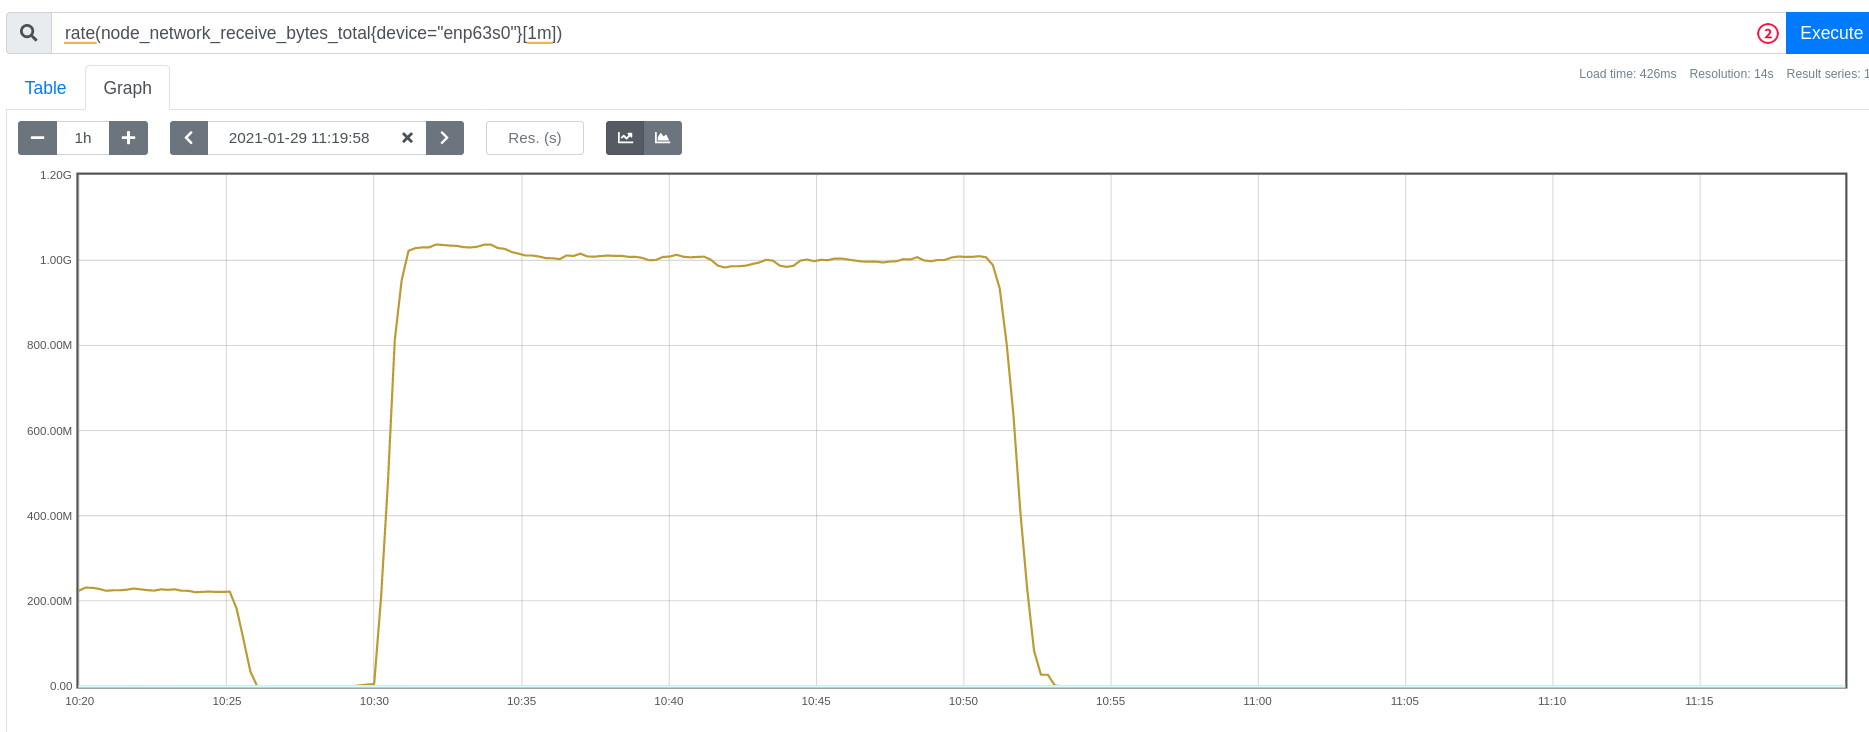 rate(node_network_receive_bytes_total{device="enp63s0"}[1m])
2
Execute
Table
Graph
Load time: 426ms Resolution: 14s Result series: 1
1h
2021-01-29 11:19:58
Res. (s)
1.20G
1.00G
800.00M
600.00M
400.00M
200.00M
0.00
10:20 10:25 10:30 10:35 10:40 10:45 10:50 10:55 11:00 11:05 11:10 11:15